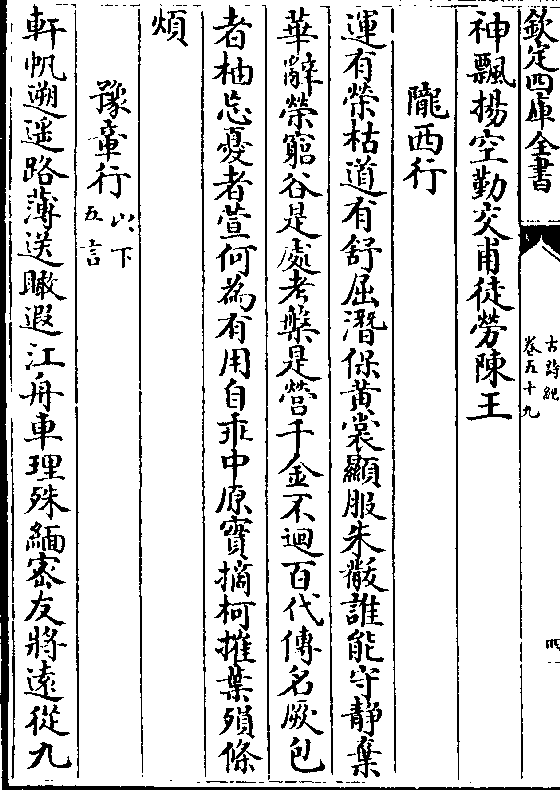 欽定四庫全書
古詩紀
卷五十九
四
神飄揚空勤交甫徒勞陳王
隴西行
運有榮枯道有舒屈潛保黄裳顯服朱黻誰能守靜棄
華辭榮窮谷是處考槃是營千金不迴百代傳名厥包
者柚忘憂者萱何為有用自乖中原實摘柯摧葉殞條
煩
豫章行以下五言
軒帆遡遥路薄送瞰遐江舟車理殊緬密友將遠從九